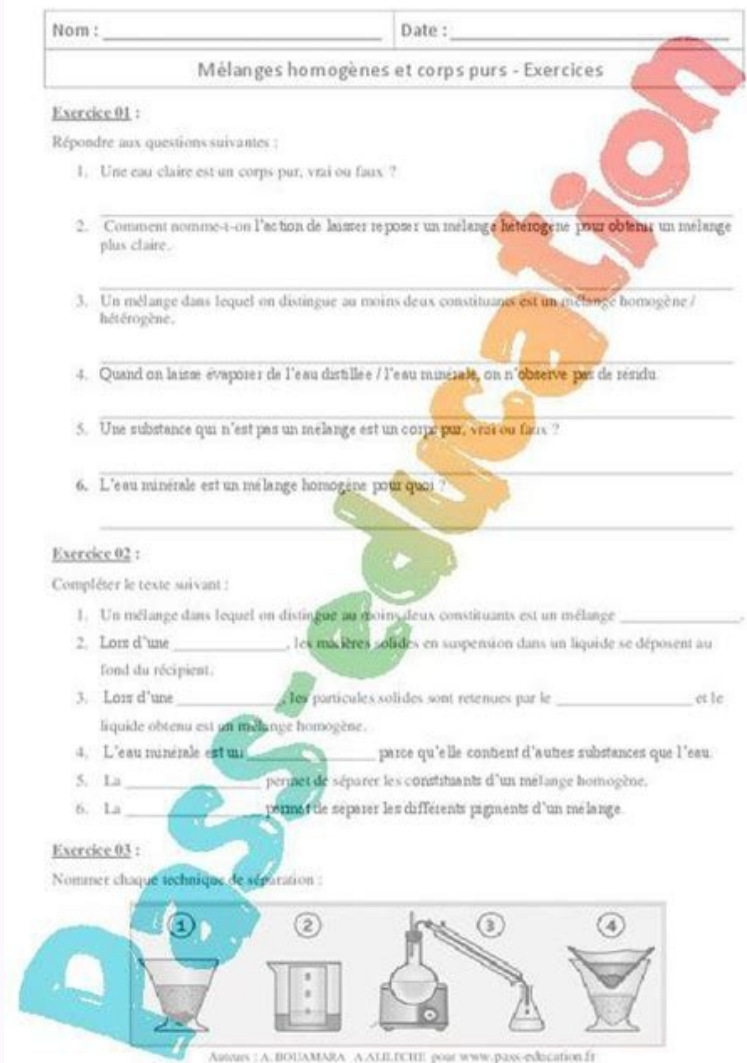 Nom :
Date :
Mélanges homogènes et corps purs - Exercices
Exercice 01 :
Répondre aux questions suivantes :
1. Une eau claire est un corps pur, vrai ou faux ?
2. Comment nomme-t-on l'action de laisser reposer un mélange hétérogène pour obtenir un mélange
plus claire.
3. Un mélange dans lequel on distingue au moins deux constituants est un mélange homogène /
hétérogène.
4. Quand on laisse évaporer de l'eau distillée / l'eau minérale, on n'observe pas de résidu.
5. Une substance qui n'est pas un mélange est un corps pur, vrai ou faux ?
6. L'eau minérale est un mélange homogène pour quoi ?
Exercice 02 :
Compléter le texte suivant :
1. Un mélange dans lequel on distingue au moins deux constituants est un mélange .
2. Lors d'une , les matières solides en suspension dans un liquide se déposent au
fond du récipient.
3. Lors d'une , les particules solides sont retenues par le et le
liquide obtenu est un mélange homogène.
4. L'eau minérale est un parce qu'elle contient d'autres substances que l'eau.
5. La permet de séparer les constituants d'un mélange homogène.
6. La permet de séparer les différents pigments d'un mélange.
Exercice 03 :
Nommer chaque technique de séparation :
1 2 3 4
Auteurs : A. BOUAMARA A.ALILECHE pour www.pass-education.fr
Pass-education